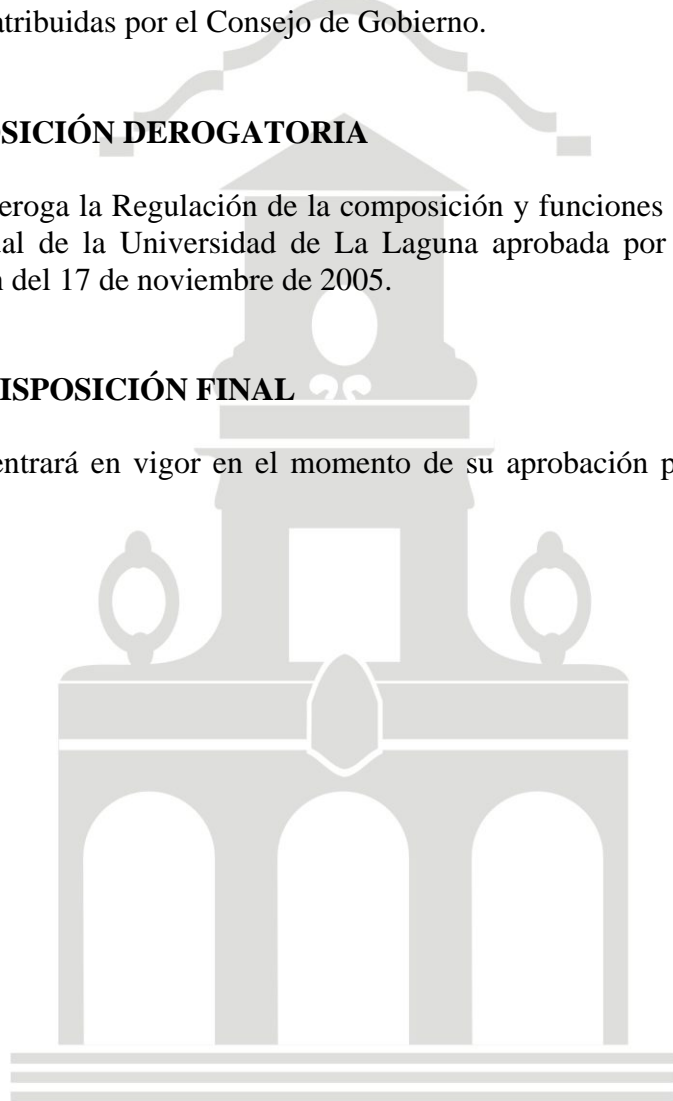 atribuidas por el Consejo de Gobierno.
SICIÓN DEROGATORIA
eroga la Regulación de la composición y funciones
al de la Universidad de La Laguna aprobada por
del 17 de noviembre de 2005.
ISPOSICIÓN FINAL
entrará en vigor en el momento de su aprobación p